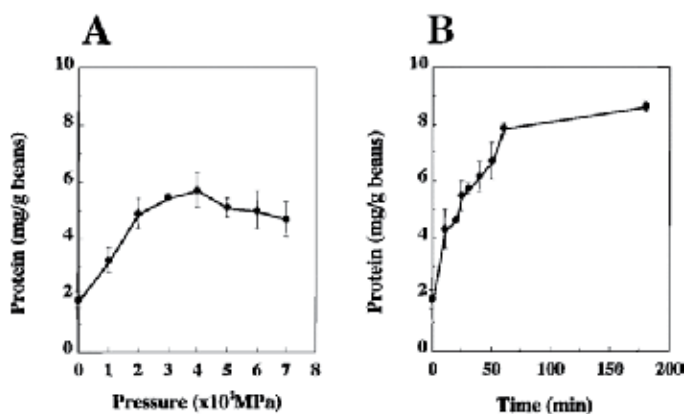 A
Protein (mg/g beans)
10
8
6
4
2
0
0 1 2 3 4 5 6 7 8
Pressure (x10²MPa)
B
Protein (mg/g beans)
10
8
6
4
2
0
0 50 100 150 200
Time (min)